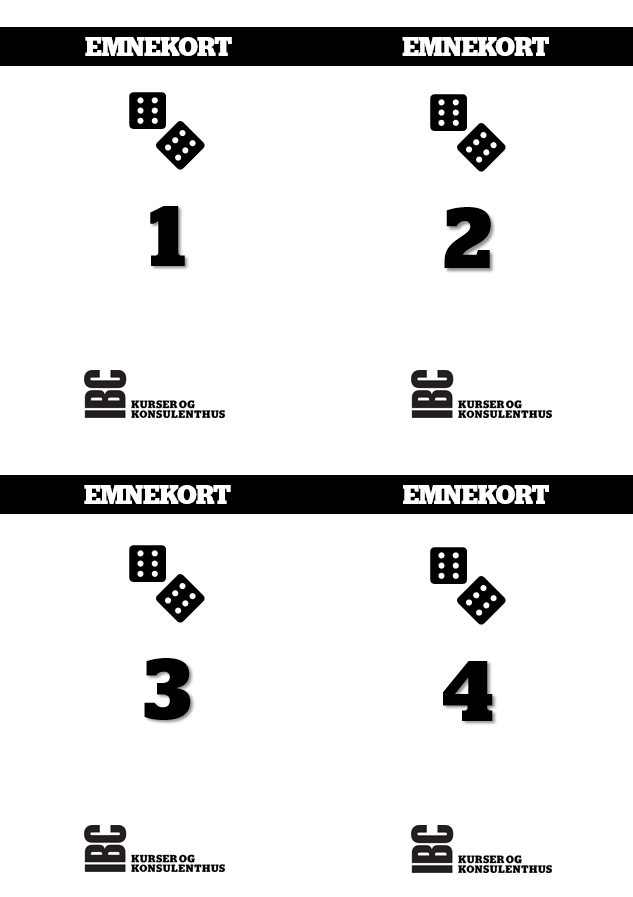 EMNEKORT
1
IBC
KURSER OG
KONSULENTHUS
EMNEKORT
2
IBC
KURSER OG
KONSULENTHUS
EMNEKORT
3
IBC
KURSER OG
KONSULENTHUS
EMNEKORT
4
IBC
KURSER OG
KONSULENTHUS